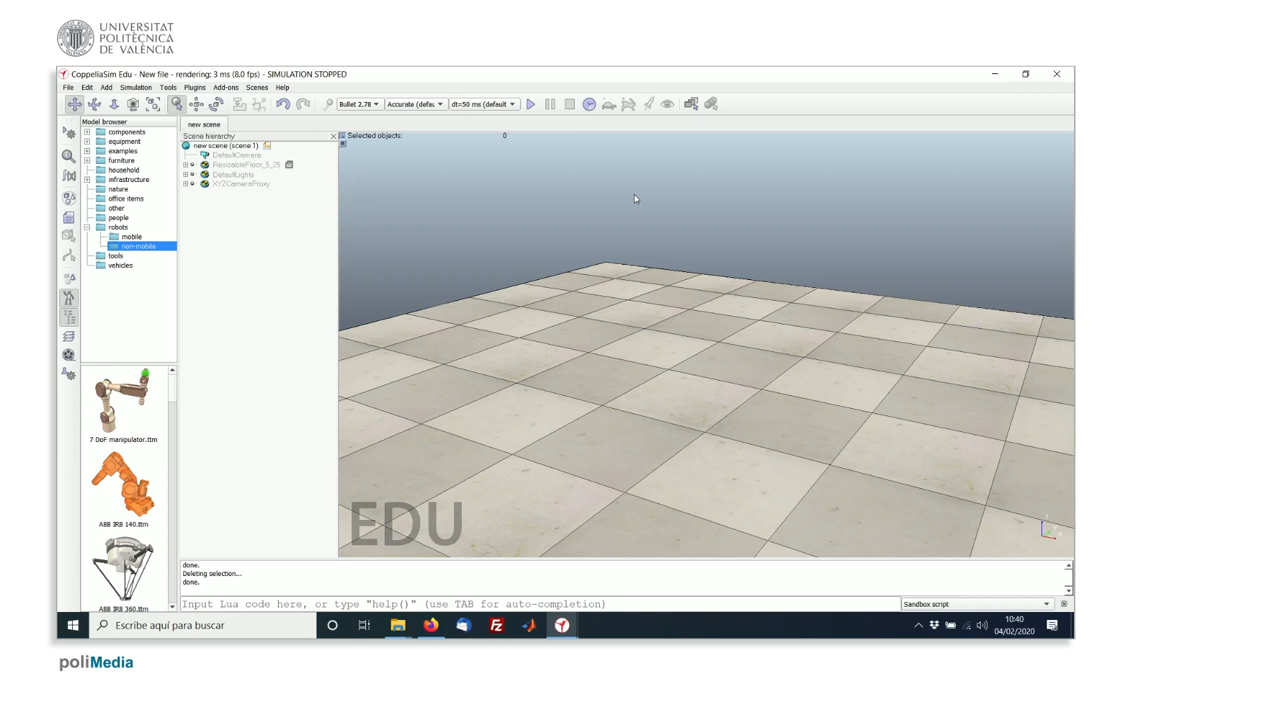 UNIVERSITAT
POLITÈCNICA
DE VALÈNCIA
CoppeliaSim Edu - New file - rendering: 3 ms (8.0 fps) - SIMULATION STOPPED
File Edit Add Simulation Tools Plugins Add-ons Scenes Help
Bullet 2.78 Accurate (defau dt=50 ms (default
Model browser
components
equipment
examples
furniture
household
infrastructure
nature
office items
other
people
robots
mobile
non-mobile
tools
vehicles
7 DoF manipulator.ttm
ABB IRB 140.ttm
ABB IRB 360.ttm
new scene
Scene hierarchy
new scene (scene 1)
DefaultCamera
ResizableFloor_5_25
DefaultLights
XYZCameraProxy
Selected objects: 0
EDU
done.
Deleting selection...
done.
Input Lua code here, or type "help()" (use TAB for auto-completion)
Sandbox script
Escribe aquí para buscar
10:40
04/02/2020
poliMedia